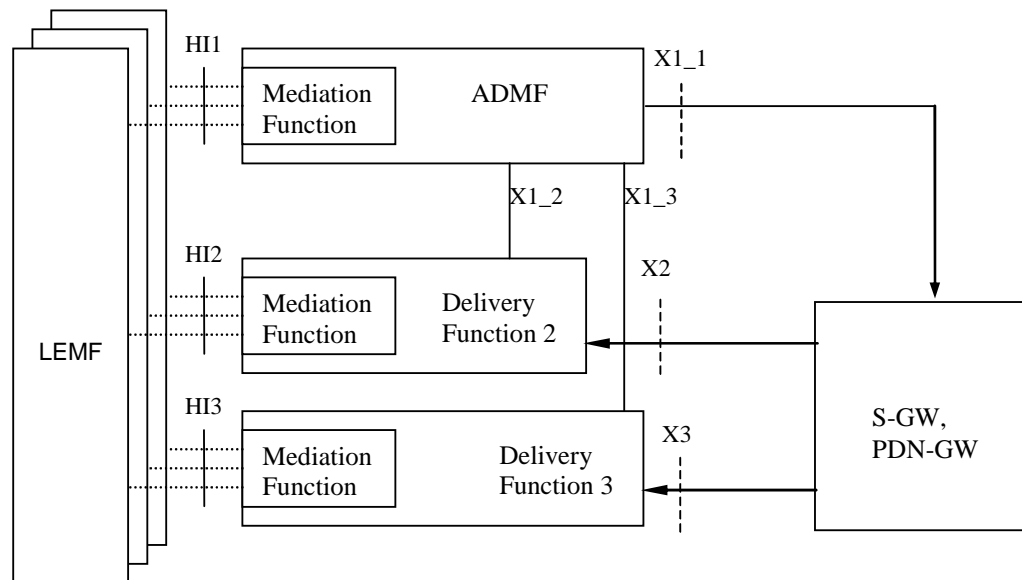 HI1
Mediation
Function
ADMF
X1_1
X1_2
X1_3
HI2
Mediation
Function
Delivery
Function 2
X2
LEMF
HI3
Mediation
Function
Delivery
Function 3
X3
S-GW,
PDN-GW